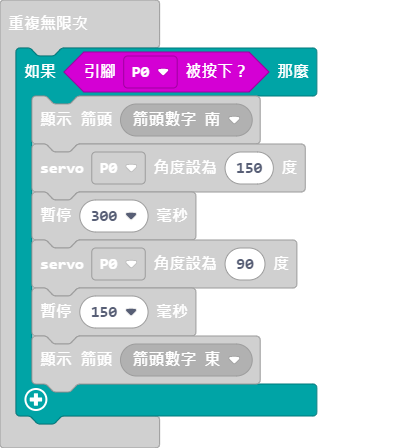 重複無限次
如果 引腳 P0 被按下？ 那麼
顯示 箭頭 箭頭數字 南
servo P0 角度設為 150 度
暫停 300 毫秒
servo P0 角度設為 90 度
暫停 150 毫秒
顯示 箭頭 箭頭數字 東